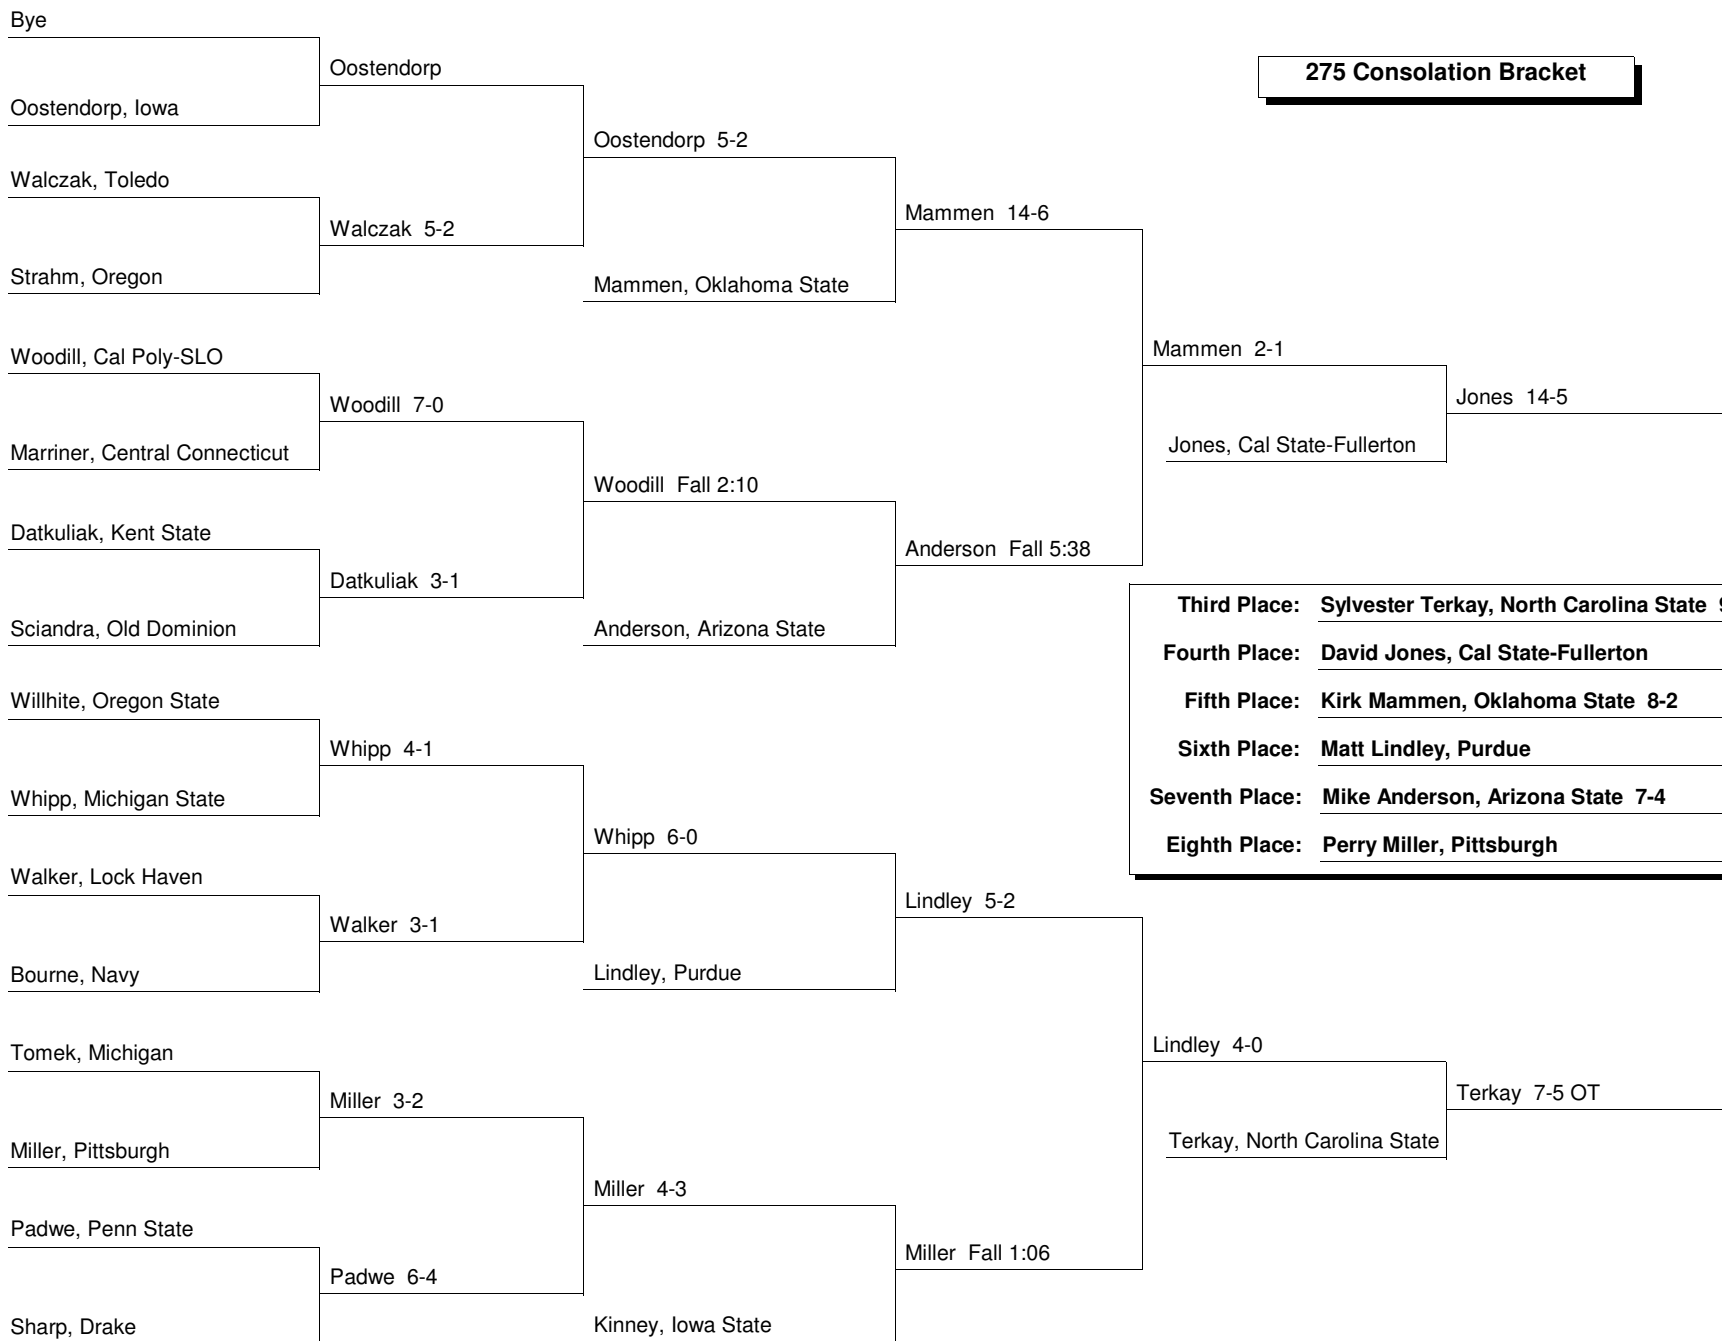 Bye
Oostendorp, Iowa
Walczak, Toledo
Strahm, Oregon
Woodill, Cal Poly-SLO
Marriner, Central Connecticut
Datkuliak, Kent State
Sciandra, Old Dominion
Willhite, Oregon State
Whipp, Michigan State
Walker, Lock Haven
Bourne, Navy
Tomek, Michigan
Miller, Pittsburgh
Padwe, Penn State
Sharp, Drake
Oostendorp
Walczak 5-2
Woodill 7-0
Datkuliak 3-1
Whipp 4-1
Walker 3-1
Miller 3-2
Padwe 6-4
Oostendorp 5-2
Mammen, Oklahoma State
Woodill Fall 2:10
Anderson, Arizona State
Whipp 6-0
Lindley, Purdue
Miller 4-3
Kinney, Iowa State
Mammen 14-6
Anderson Fall 5:38
Lindley 5-2
Miller Fall 1:06
Mammen 2-1
Jones, Cal State-Fullerton
Lindley 4-0
Terkay, North Carolina State
Jones 14-5
Terkay 7-5 OT
275 Consolation Bracket
Third Place: Sylvester Terkay, North Carolina State
Fourth Place: David Jones, Cal State-Fullerton
Fifth Place: Kirk Mammen, Oklahoma State 8-2
Sixth Place: Matt Lindley, Purdue
Seventh Place: Mike Anderson, Arizona State 7-4
Eighth Place: Perry Miller, Pittsburgh